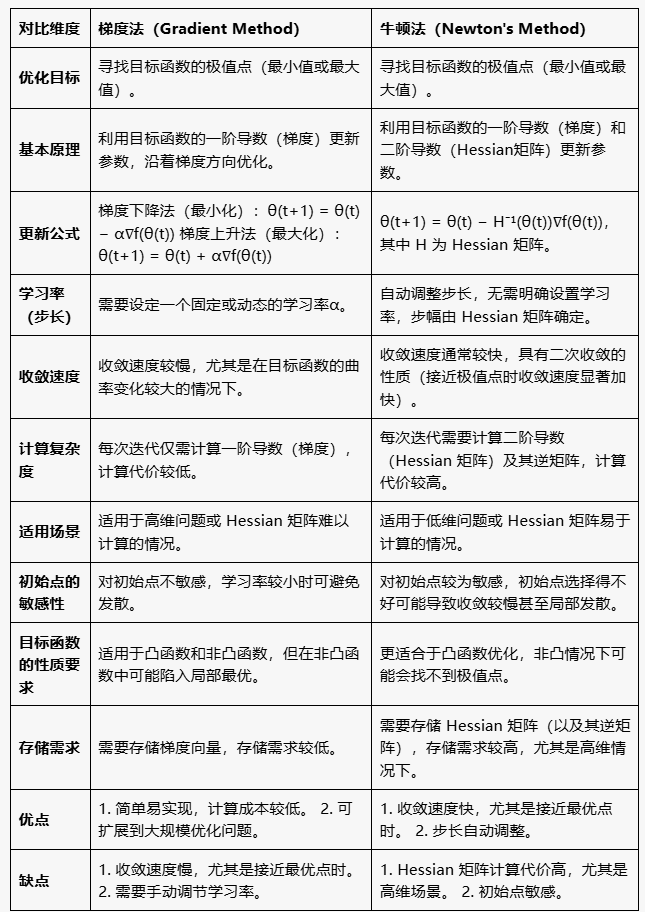 对比维度
梯度法（Gradient Method）
牛顿法（Newton's Method）
优化目标
寻找目标函数的极值点（最小值或最大
值）。
寻找目标函数的极值点（最小值或最
大值）。
基本原理
利用目标函数的一阶导数（梯度）更新
参数，沿着梯度方向优化。
利用目标函数的一阶导数（梯度）和
二阶导数（Hessian矩阵）更新参
数。
更新公式
梯度下降法（最小化）：θ(t+1) = θ(t)
− α∇f(θ(t)) 梯度上升法（最大化）：
θ(t+1) = θ(t) + α∇f(θ(t))
θ(t+1) = θ(t) − H⁻¹(θ(t))∇f(θ(t))，
其中 H 为 Hessian 矩阵。
学习率
（步长）
需要设定一个固定或动态的学习率α。
自动调整步长，无需明确设置学习
率，步幅由 Hessian 矩阵确定。
收敛速度
收敛速度较慢，尤其是在目标函数的曲
率变化较大的情况下。
收敛速度通常较快，具有二次收敛的
性质（接近极值点时收敛速度显著加
快）。
计算复杂
度
每次迭代仅需计算一阶导数（梯度），
计算代价较低。
每次迭代需要计算二阶导数
（Hessian 矩阵）及其逆矩阵，计算
代价较高。
适用场景
适用于高维问题或 Hessian 矩阵难以
计算的情况。
适用于低维问题或 Hessian 矩阵易于
计算的情况。
初始点的
敏感性
对初始点不敏感，学习率较小时可避免
发散。
对初始点较为敏感，初始点选择得不
好可能导致收敛较慢甚至局部发散。
目标函数
的性质要
求
适用于凸函数和非凸函数，但在非凸函
数中可能陷入局部最优。
更适合于凸函数优化，非凸情况下可
能会找不到极值点。
存储需求
需要存储梯度向量，存储需求较低。
需要存储 Hessian 矩阵（以及其逆矩
阵），存储需求较高，尤其是高维情
况下。
优点
1. 简单易实现，计算成本较低。 2. 可
扩展到大规模优化问题。
1. 收敛速度快，尤其是接近最优点
时。 2. 步长自动调整。
缺点
1. 收敛速度慢，尤其是接近最优点时。
2. 需要手动调节学习率。
1. Hessian 矩阵计算代价高，尤其是
高维场景。 2. 初始点敏感。